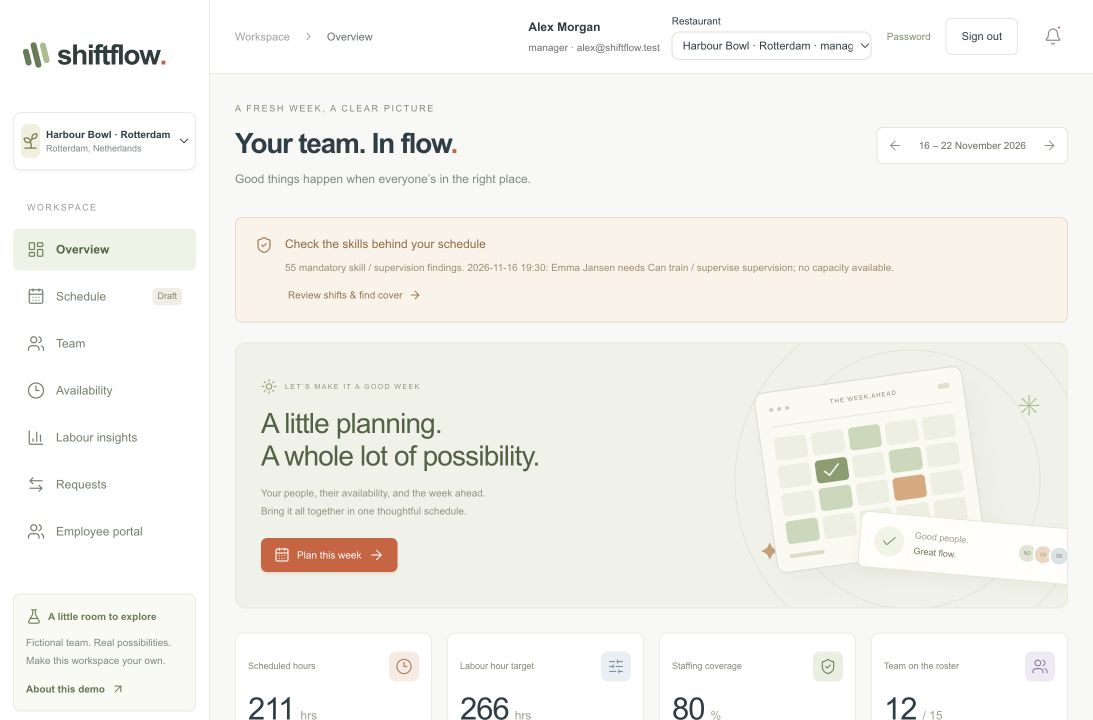 shiftflow.
Harbour Bowl · Rotterdam
Rotterdam, Netherlands
WORKSPACE
Overview
Schedule
Draft
Team
Availability
Labour insights
Requests
Employee portal
A little room to explore
Fictional team. Real possibilities.
Make this workspace your own.
About this demo
Workspace
Overview
Alex Morgan
manager · alex@shiftflow.test
Restaurant
Harbour Bowl · Rotterdam · manag
Password
Sign out
A FRESH WEEK, A CLEAR PICTURE
Your team. In flow.
Good things happen when everyone's in the right place.
16 – 22 November 2026
Check the skills behind your schedule
55 mandatory skill / supervision findings. 2026-11-16 19:30: Emma Jansen needs Can train / supervise supervision; no capacity available.
Review shifts & find cover
LET'S MAKE IT A GOOD WEEK
A little planning.
A whole lot of possibility.
Your people, their availability, and the week ahead.
Bring it all together in one thoughtful schedule.
Plan this week
THE WEEK AHEAD
Good people.
Great flow.
Scheduled hours
211 hrs
Labour hour target
266 hrs
Staffing coverage
80 %
Team on the roster
12 / 15